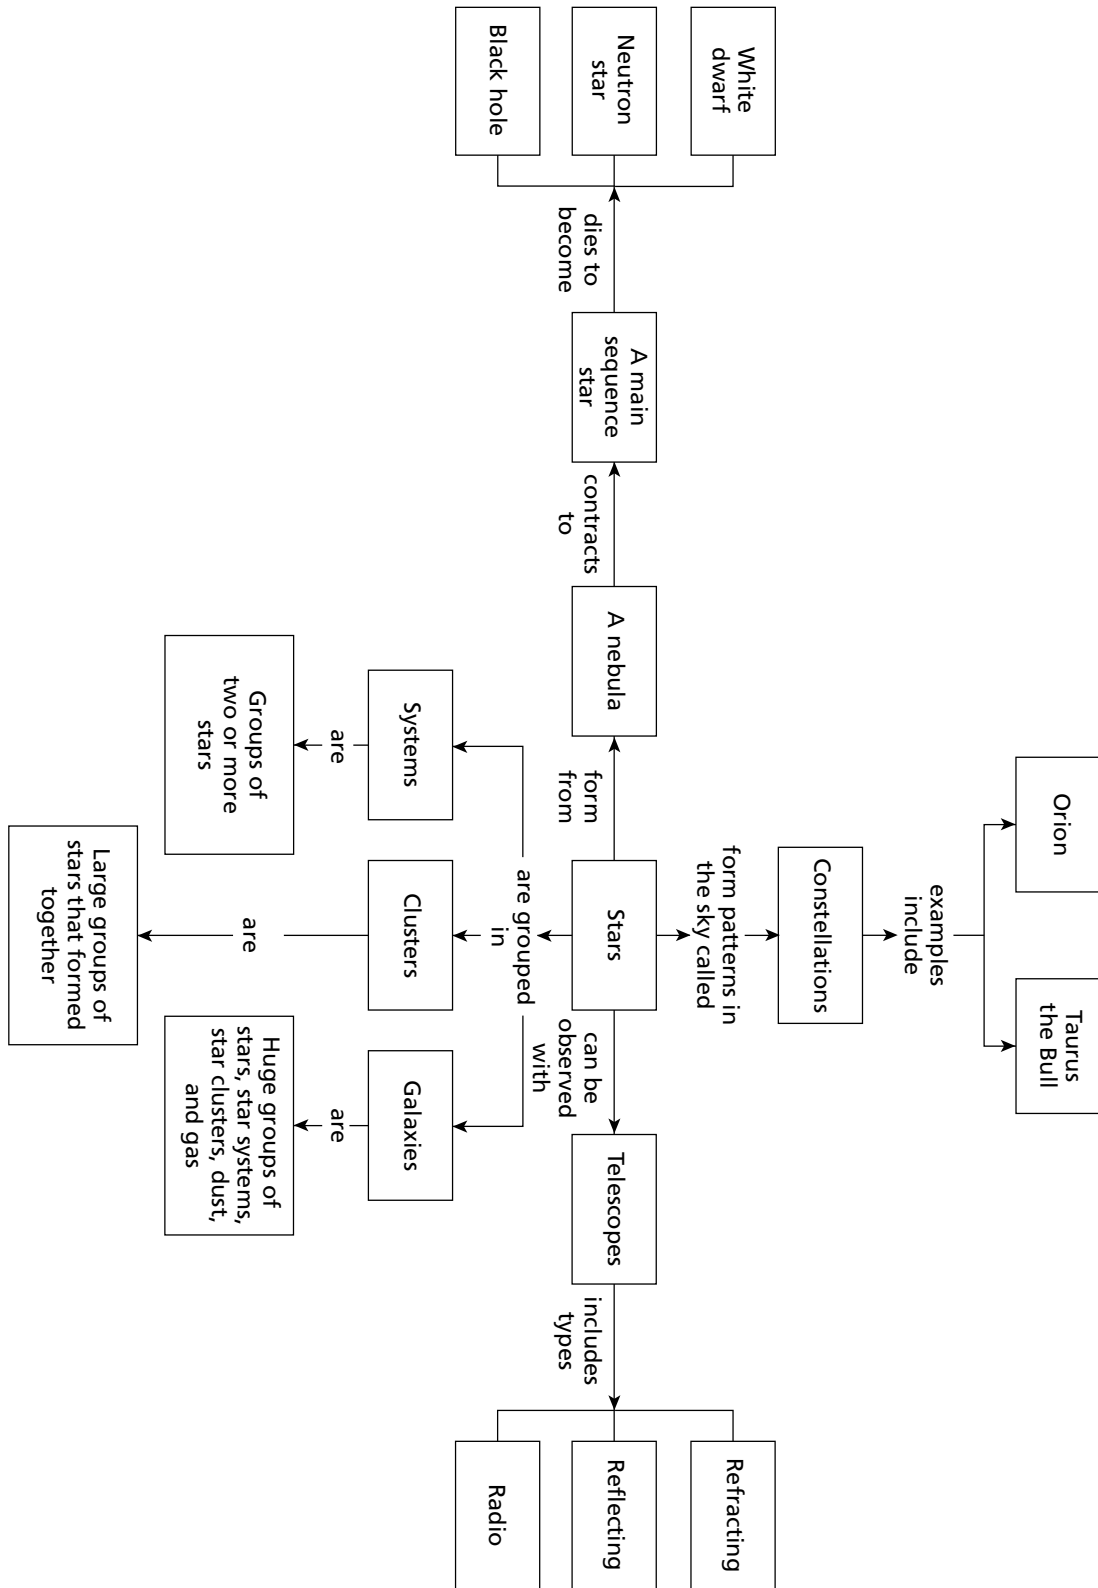 Orion
Taurus
the Bull
examples
include
Constellations
form patterns in
the sky called
White
dwarf
Neutron
star
Black hole
dies to
become
A main
sequence
star
contracts
to
A nebula
form
from
Stars
can be
observed
with
Telescopes
includes
types
Refracting
Reflecting
Radio
are grouped
in
Systems
Clusters
Galaxies
are
are
are
Groups of
two or more
stars
Large groups of
stars that formed
together
Huge groups of
stars, star systems,
star clusters, dust,
and gas